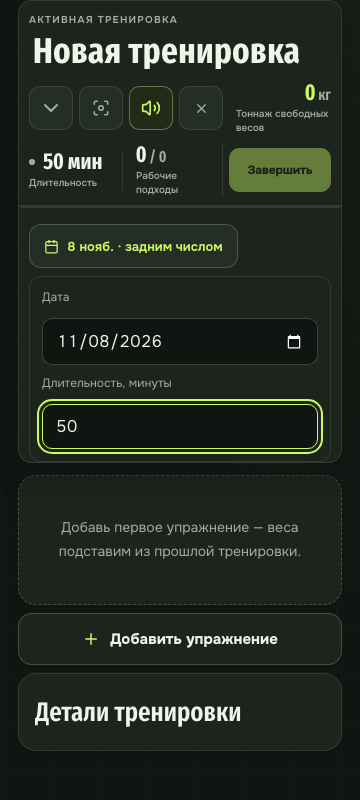 АКТИВНАЯ ТРЕНИРОВКА
Новая тренировка
0 кг
Тоннаж свободных
весов
50 мин
Длительность
0 / 0
Рабочие
подходы
Завершить
8 нояб. · задним числом
Дата
11/08/2026
Длительность, минуты
50
Добавь первое упражнение — веса
подставим из прошлой тренировки.
+ Добавить упражнение
Детали тренировки